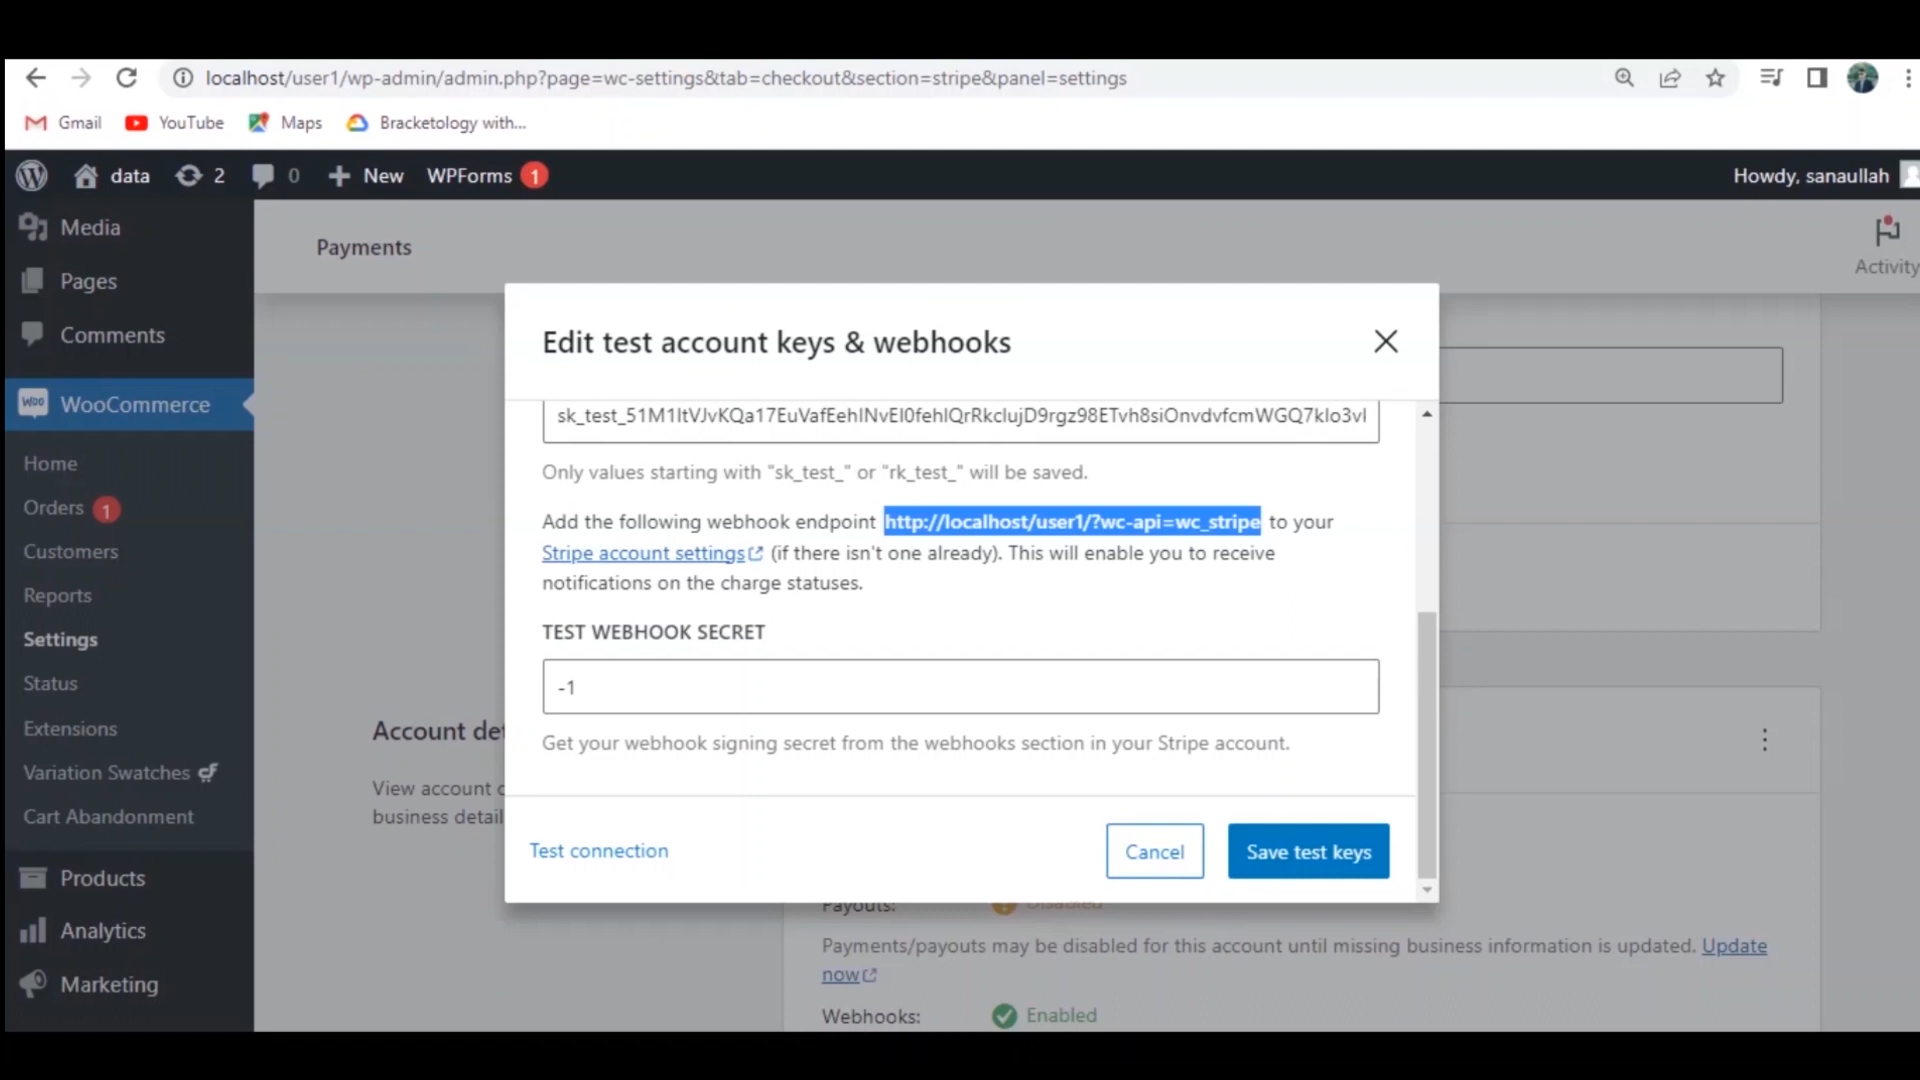 localhost/user1/wp-admin/admin.php?page=wc-settings&tab=checkout&section=stripe&panel=settings
Gmail YouTube Maps Bracketology with...
data 2 0 New WPForms 1 Howdy, sanaullah
Media
Pages
Comments
Woo WooCommerce
Home
Orders 1
Customers
Reports
Settings
Status
Extensions
Variation Swatches
Cart Abandonment
Products
Analytics
Marketing
Payments
Activity
Edit test account keys & webhooks
Only values starting with "sk_test_" or "rk_test_" will be saved.
Add the following webhook endpoint http://localhost/user1/?wc-api=wc_stripe to your
Stripe account settings (if there isn't one already). This will enable you to receive
notifications on the charge statuses.
TEST WEBHOOK SECRET
-1
Get your webhook signing secret from the webhooks section in your Stripe account.
Test connection Cancel Save test keys
Account det
View account
business detail
Payouts: Disabled
Payments/payouts may be disabled for this account until missing business information is updated. Update
now
Webhooks: Enabled